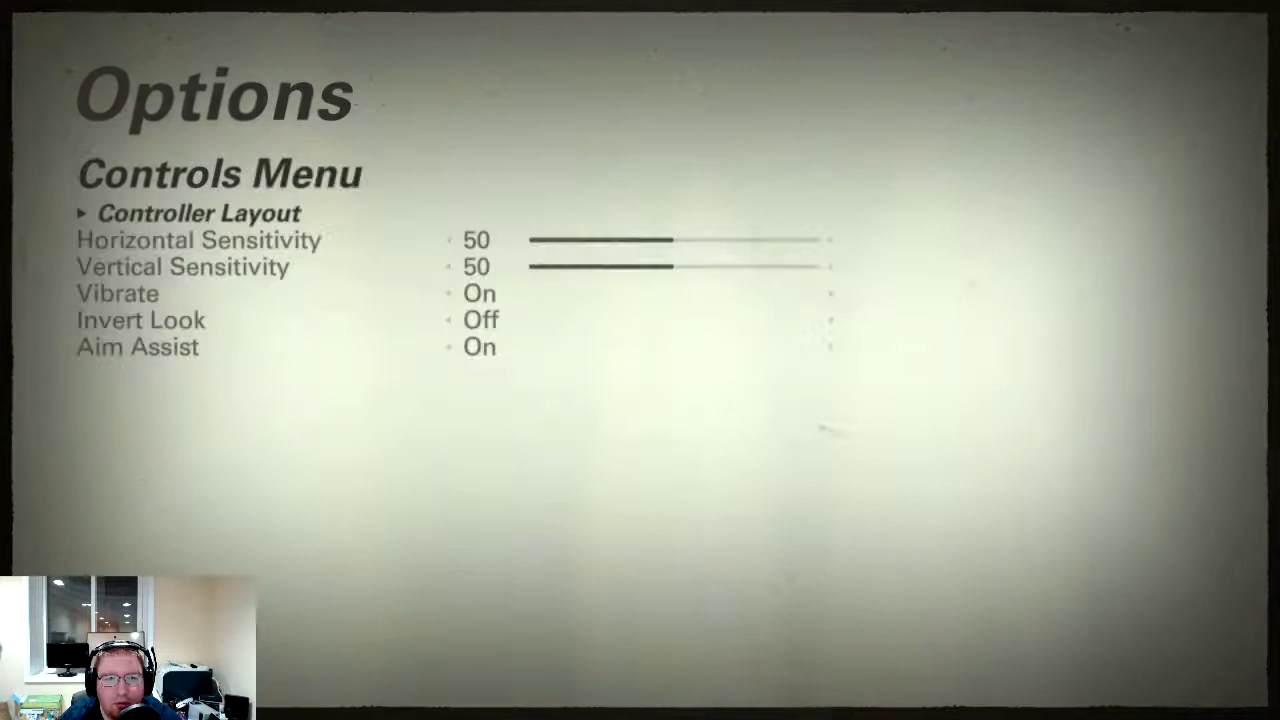 Options
Controls Menu
Controller Layout
Horizontal Sensitivity 50
Vertical Sensitivity 50
Vibrate On
Invert Look Off
Aim Assist On